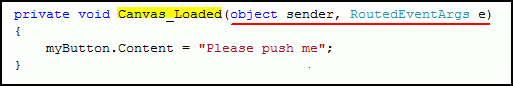 private void Canvas_Loaded(object sender, RoutedEventArgs e)
{
myButton.Content = "Please push me";
}